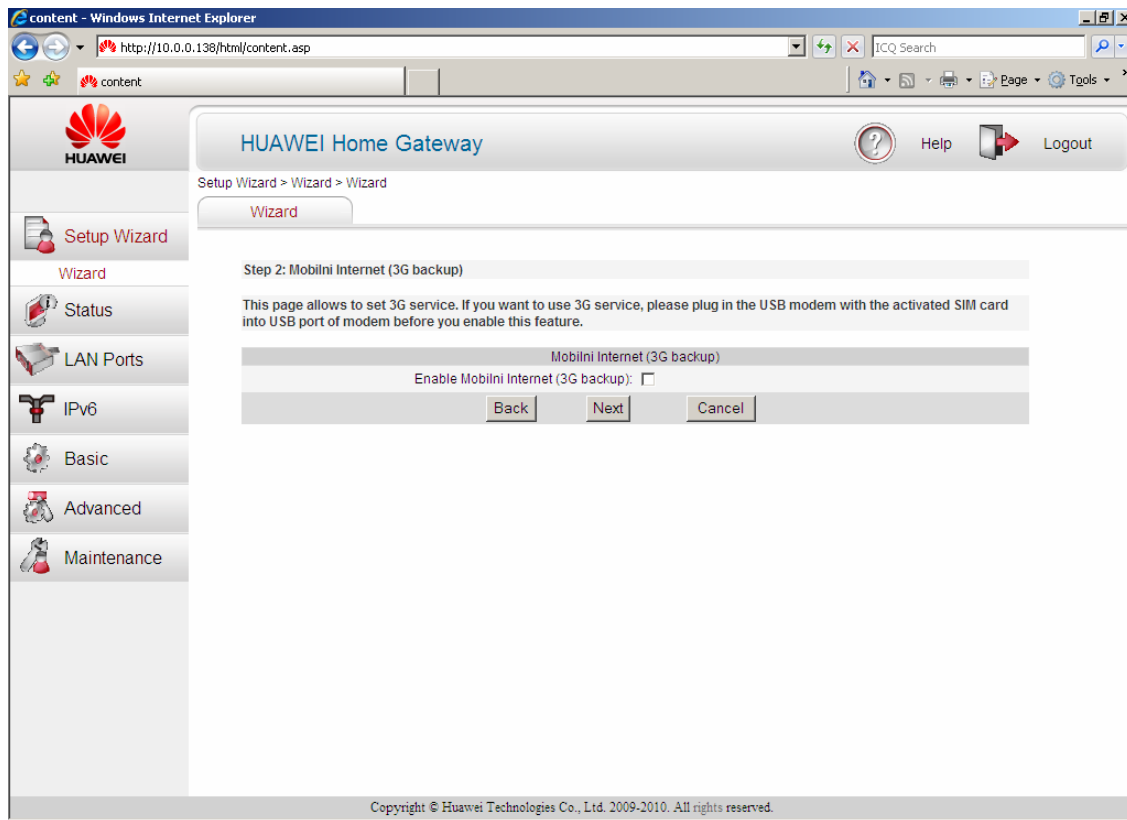 content - Windows Internet Explorer
http://10.0.0.138/html/content.asp
ICQ Search
content
Page
Tools
HUAWEI
HUAWEI Home Gateway
Help
Logout
Setup Wizard > Wizard > Wizard
Wizard
Setup Wizard
Wizard
Status
LAN Ports
IPv6
Basic
Advanced
Maintenance
Step 2: Mobilni Internet (3G backup)
This page allows to set 3G service. If you want to use 3G service, please plug in the USB modem with the activated SIM card
into USB port of modem before you enable this feature.
Mobilni Internet (3G backup)
Enable Mobilni Internet (3G backup):
Back Next Cancel
Copyright © Huawei Technologies Co., Ltd. 2009-2010. All rights reserved.